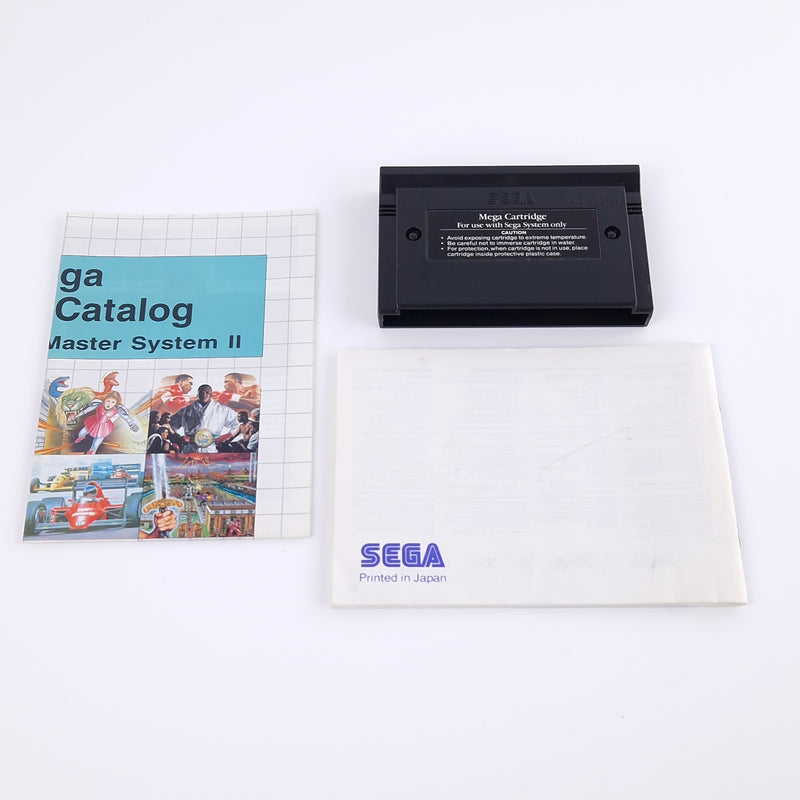 ga
Catalog
Master System II
SEGA
Mega Cartridge
For use with Sega System only
CAUTION
• Avoid exposing cartridge to extreme temperature.
• Be careful not to immerse cartridge in water.
• For protection, when cartridge is not in use, place
cartridge inside protective plastic case.
SEGA
Printed in Japan